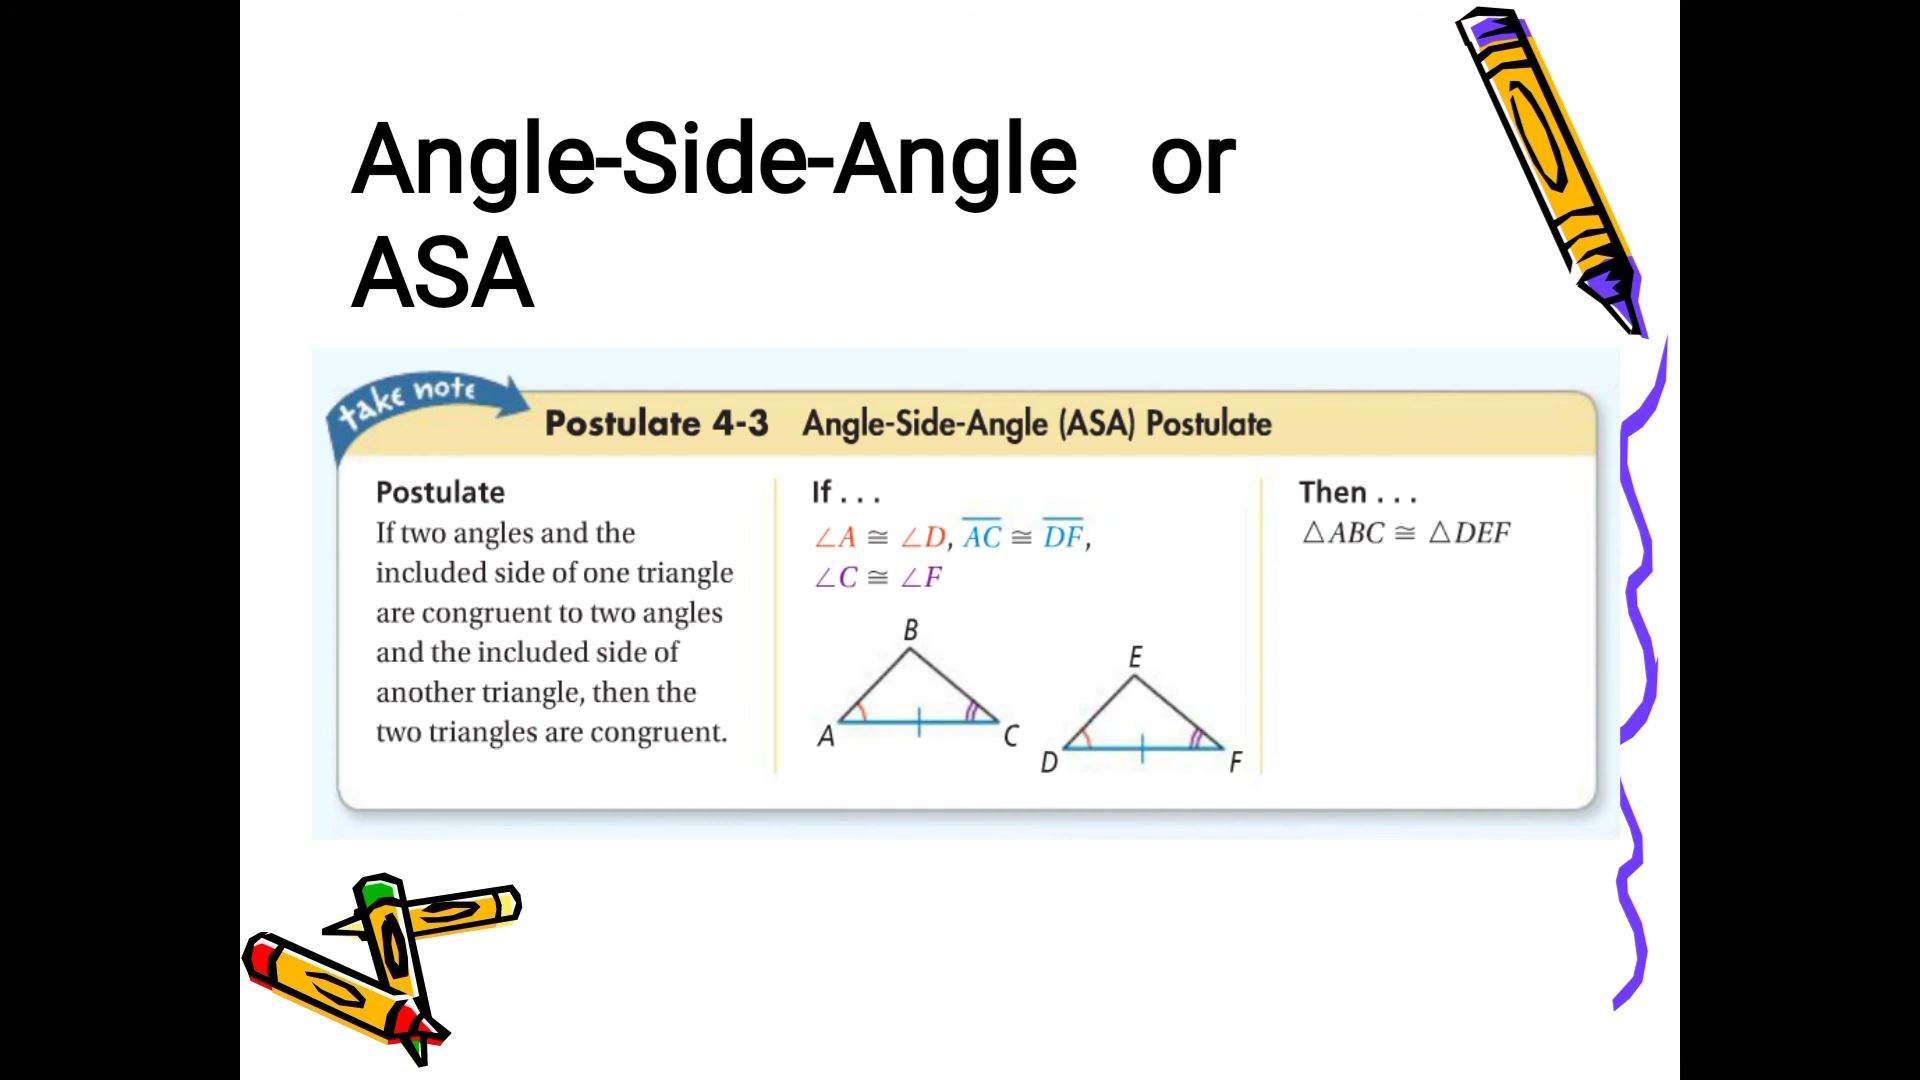 Angle-Side-Angle or
ASA
take note
Postulate 4-3 Angle-Side-Angle (ASA) Postulate
Postulate
If two angles and the
included side of one triangle
are congruent to two angles
and the included side of
another triangle, then the
two triangles are congruent.
If . . .
∠A ≅ ∠D, A̅C̅ ≅ D̅F̅,
∠C ≅ ∠F
B
A
C
E
D
F
Then . . .
△ABC ≅ △DEF